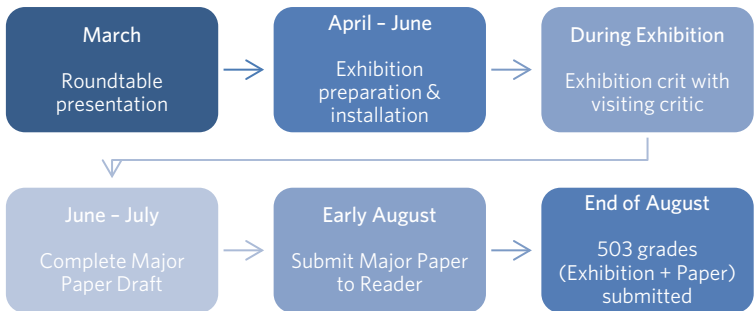 March
Roundtable
presentation
April – June
Exhibition
preparation &
installation
During Exhibition
Exhibition crit with
visiting critic
June – July
Complete Major
Paper Draft
Early August
Submit Major Paper
to Reader
End of August
503 grades
(Exhibition + Paper)
submitted